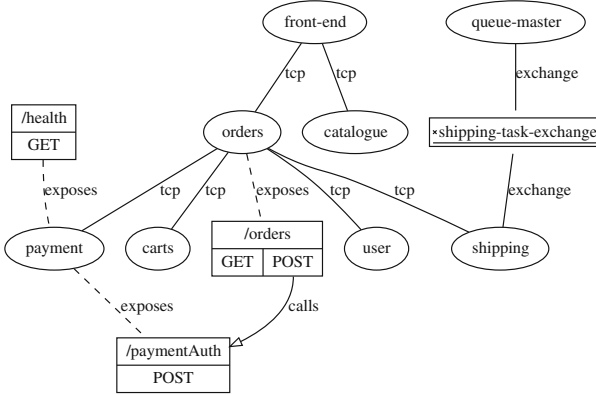 front-end
queue-master
tcp
tcp
exchange
/health
GET
orders
catalogue
×shipping-task-exchange
exposes
tcp
tcp
exposes
tcp
tcp
exchange
payment
carts
/orders
GET
POST
user
shipping
exposes
calls
/paymentAuth
POST